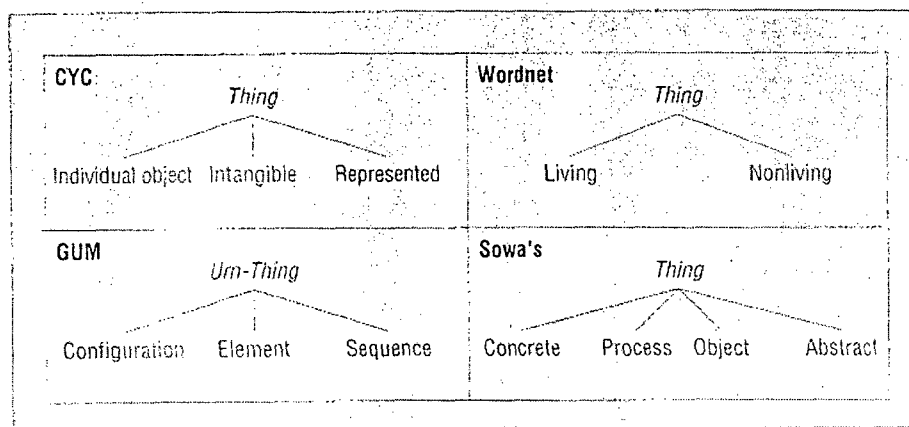 CYC
Thing
Individual object Intangible Represented
Wordnet
Thing
Living Nonliving
GUM
Um-Thing
Configuration Element Sequence
Sowa's
Thing
Concrete Process Object Abstract